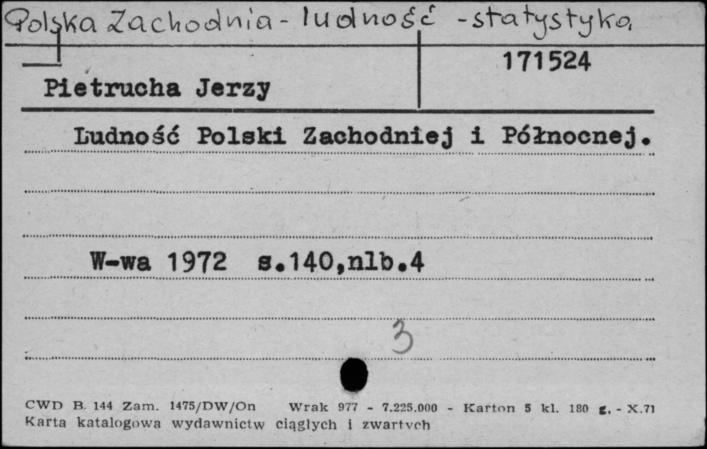 Polska Zachodnia - ludność - statystyka
171524
Pietrucha Jerzy
Ludność Polski Zachodniej i Północnej.
W-wa 1972 s.140,nlb.4
3
CWD B. 144 Zam. 1475/DW/On Wrak 977 - 7.225.000 - Karton 5 kl. 180 g. - X.71
Karta katalogowa wydawnictw ciągłych i zwartych